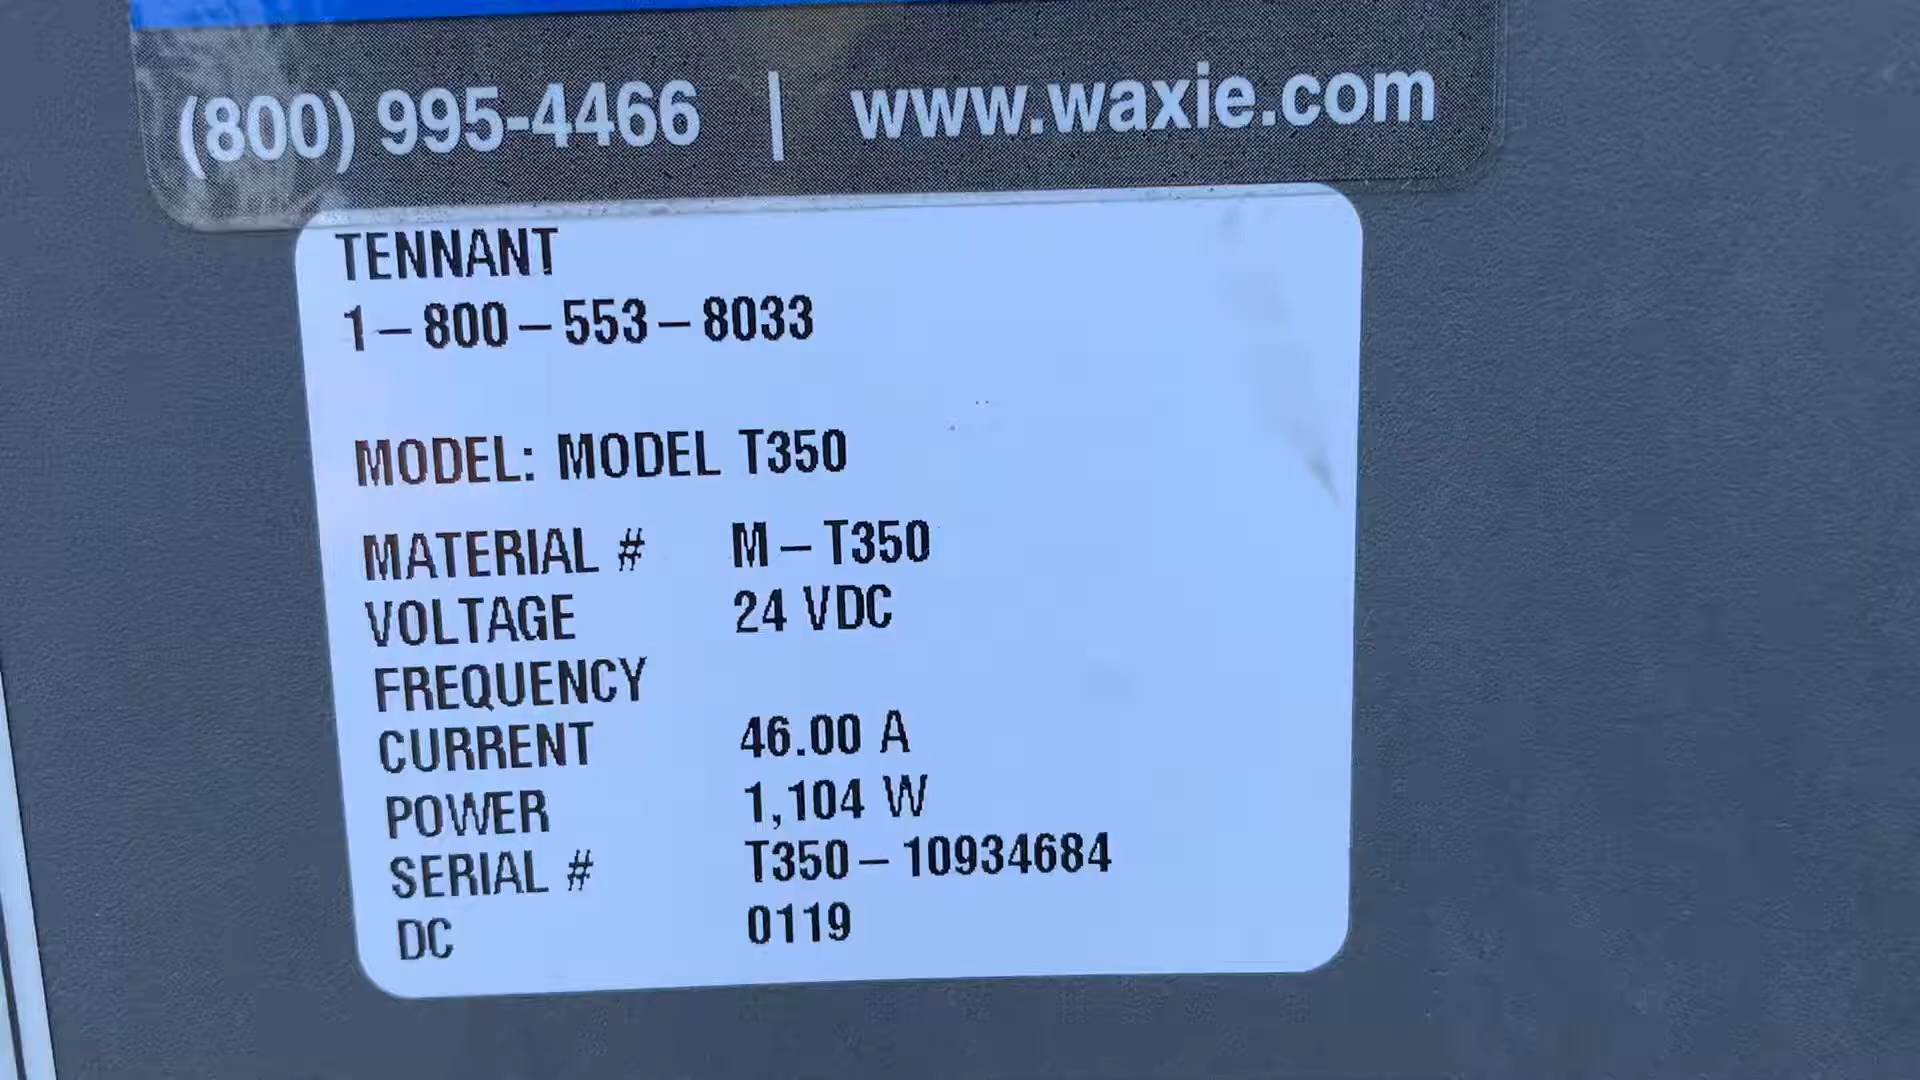 (800) 995-4466 | www.waxie.com
TENNANT
1-800-553-8033
MODEL: MODEL T350
MATERIAL # M-T350
VOLTAGE 24 VDC
FREQUENCY
CURRENT 46.00 A
POWER 1,104 W
SERIAL # T350-10934684
DC 0119